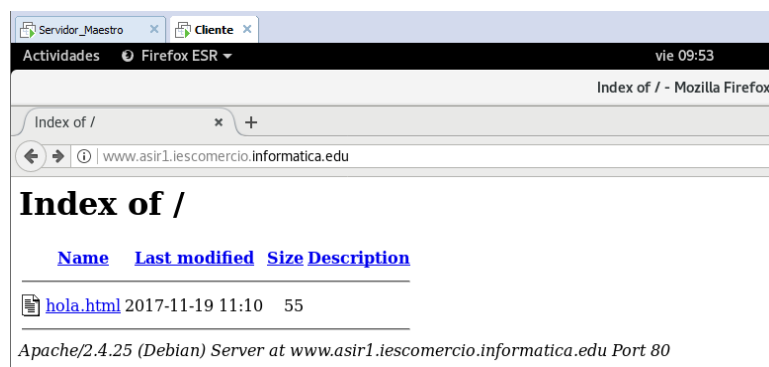 Servidor_Maestro × Cliente ×
Actividades Firefox ESR vie 09:53
Index of / - Mozilla Firefox
Index of / × +
www.asir1.iescomercio.informatica.edu
Index of /
Name Last modified Size Description
hola.html 2017-11-19 11:10 55
Apache/2.4.25 (Debian) Server at www.asir1.iescomercio.informatica.edu Port 80